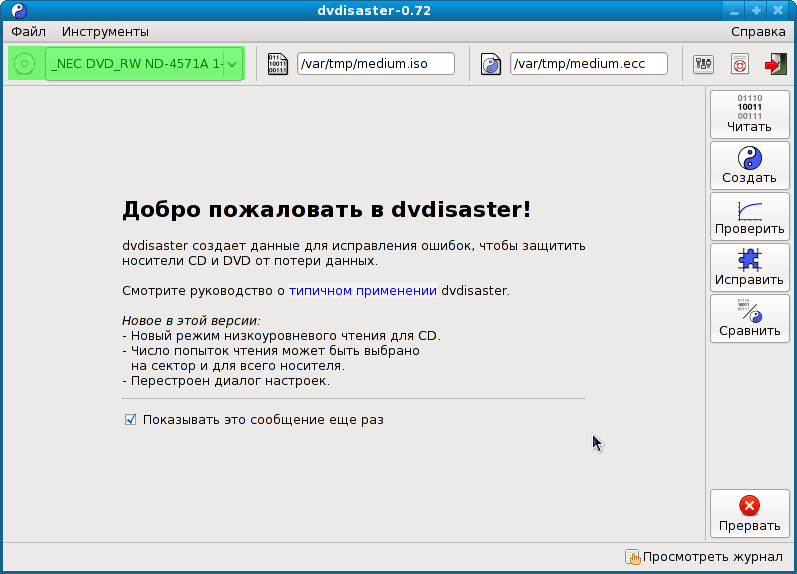 dvdisaster-0.72
Файл Инструменты Справка
_NEC DVD_RW ND-4571A 1- /var/tmp/medium.iso /var/tmp/medium.ecc
01110
10011
00111
Читать
Создать
Проверить
Исправить
Сравнить
Добро пожаловать в dvdisaster!
dvdisaster создает данные для исправления ошибок, чтобы защитить
носители CD и DVD от потери данных.
Смотрите руководство о типичном применении dvdisaster.
Новое в этой версии:
- Новый режим низкоуровневого чтения для CD.
- Число попыток чтения может быть выбрано
на сектор и для всего носителя.
- Перестроен диалог настроек.
Показывать это сообщение еще раз
Прервать
Просмотреть журнал